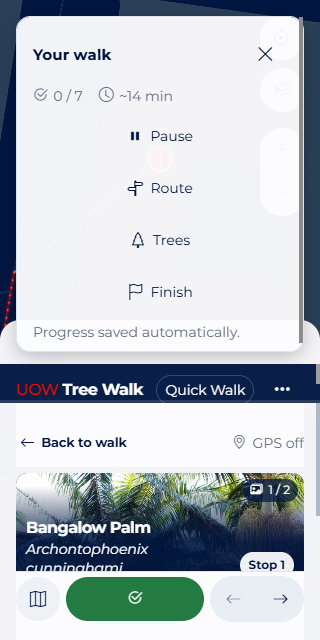 Your walk
0 / 7 ~14 min
Pause
1
Route
Trees
Finish
Progress saved automatically.
UOW Tree Walk Quick Walk
Back to walk GPS off
1 / 2
Bangalow Palm
Archontophoenix
cunninghami
Stop 1